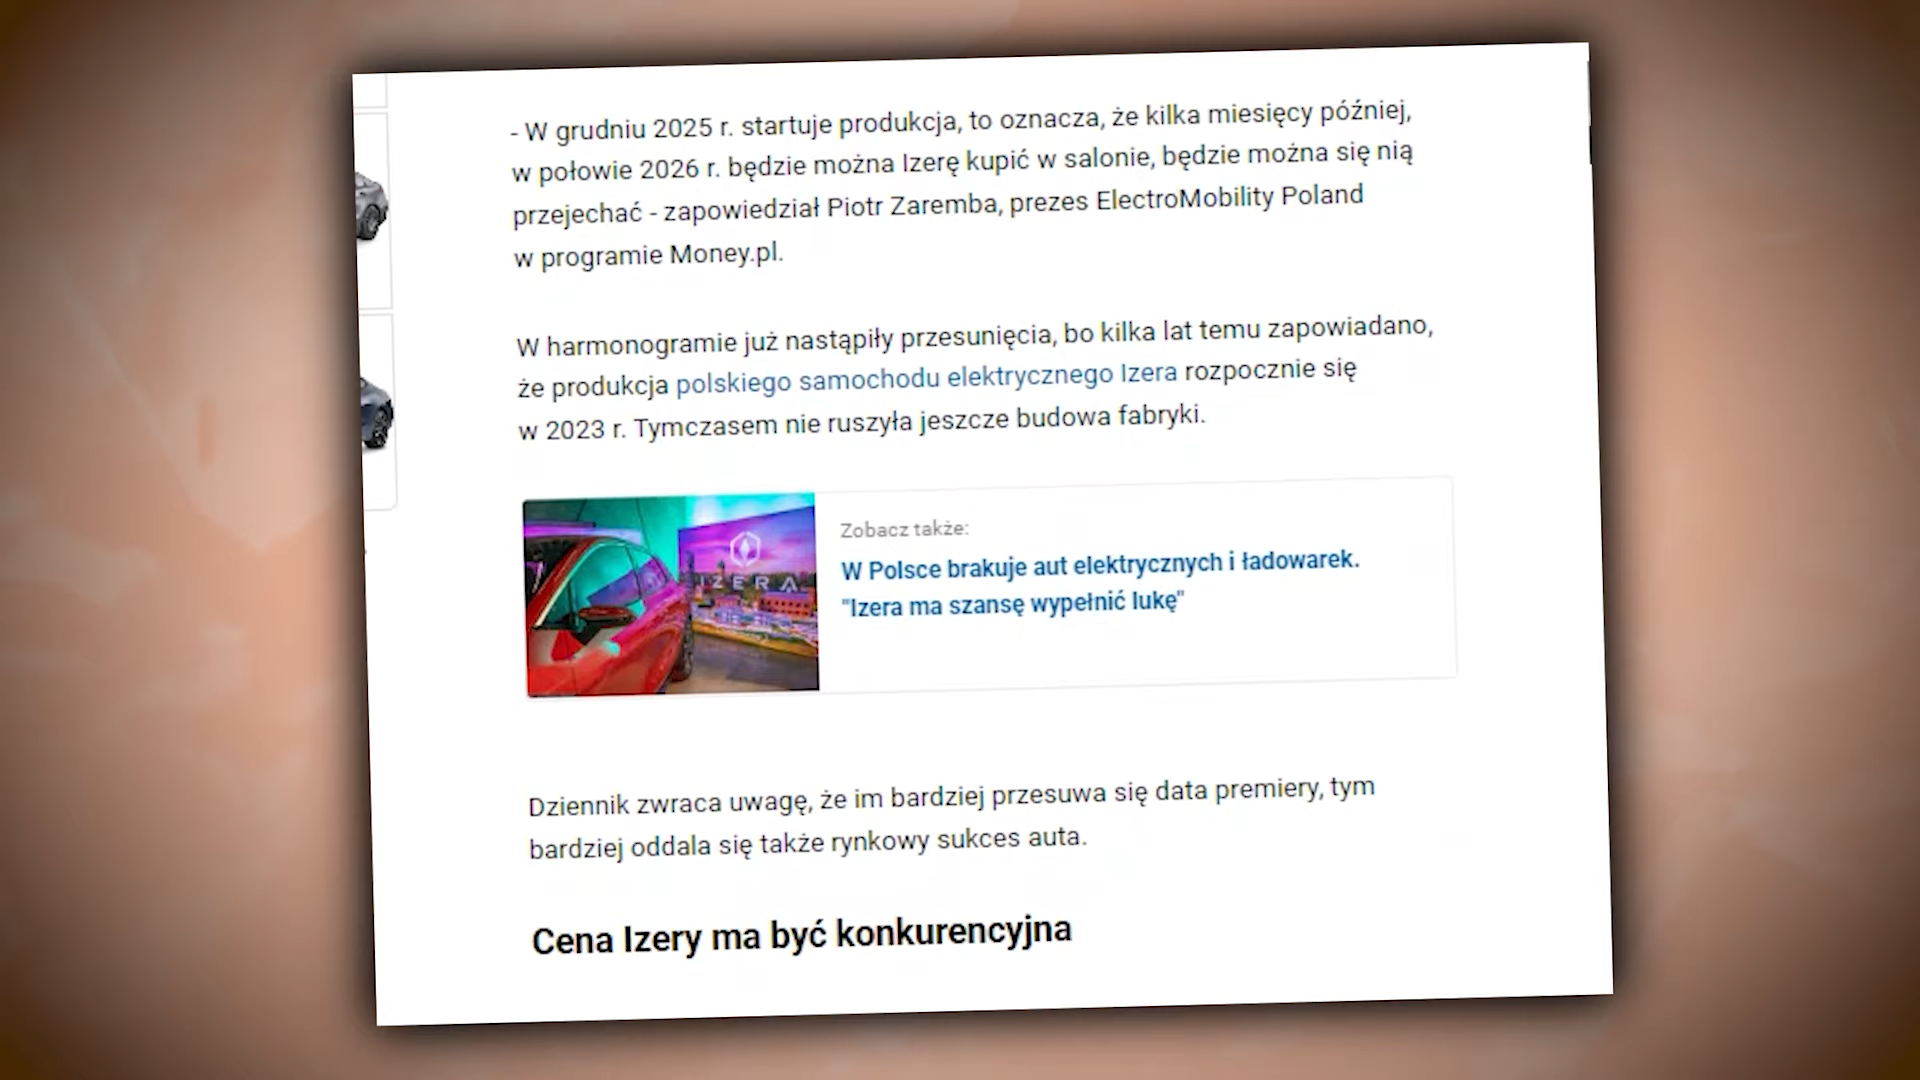 - W grudniu 2025 r. startuje produkcja, to oznacza, że kilka miesięcy później,
w połowie 2026 r. będzie można Izerę kupić w salonie, będzie można się nią
przejechać - zapowiedział Piotr Zaremba, prezes ElectroMobility Poland
w programie Money.pl.
W harmonogramie już nastąpiły przesunięcia, bo kilka lat temu zapowiadano,
że produkcja polskiego samochodu elektrycznego Izera rozpocznie się
w 2023 r. Tymczasem nie ruszyła jeszcze budowa fabryki.
IZERA
Zobacz także:
W Polsce brakuje aut elektrycznych i ładowarek.
"Izera ma szansę wypełnić lukę"
Dziennik zwraca uwagę, że im bardziej przesuwa się data premiery, tym
bardziej oddala się także rynkowy sukces auta.
Cena Izery ma być konkurencyjna